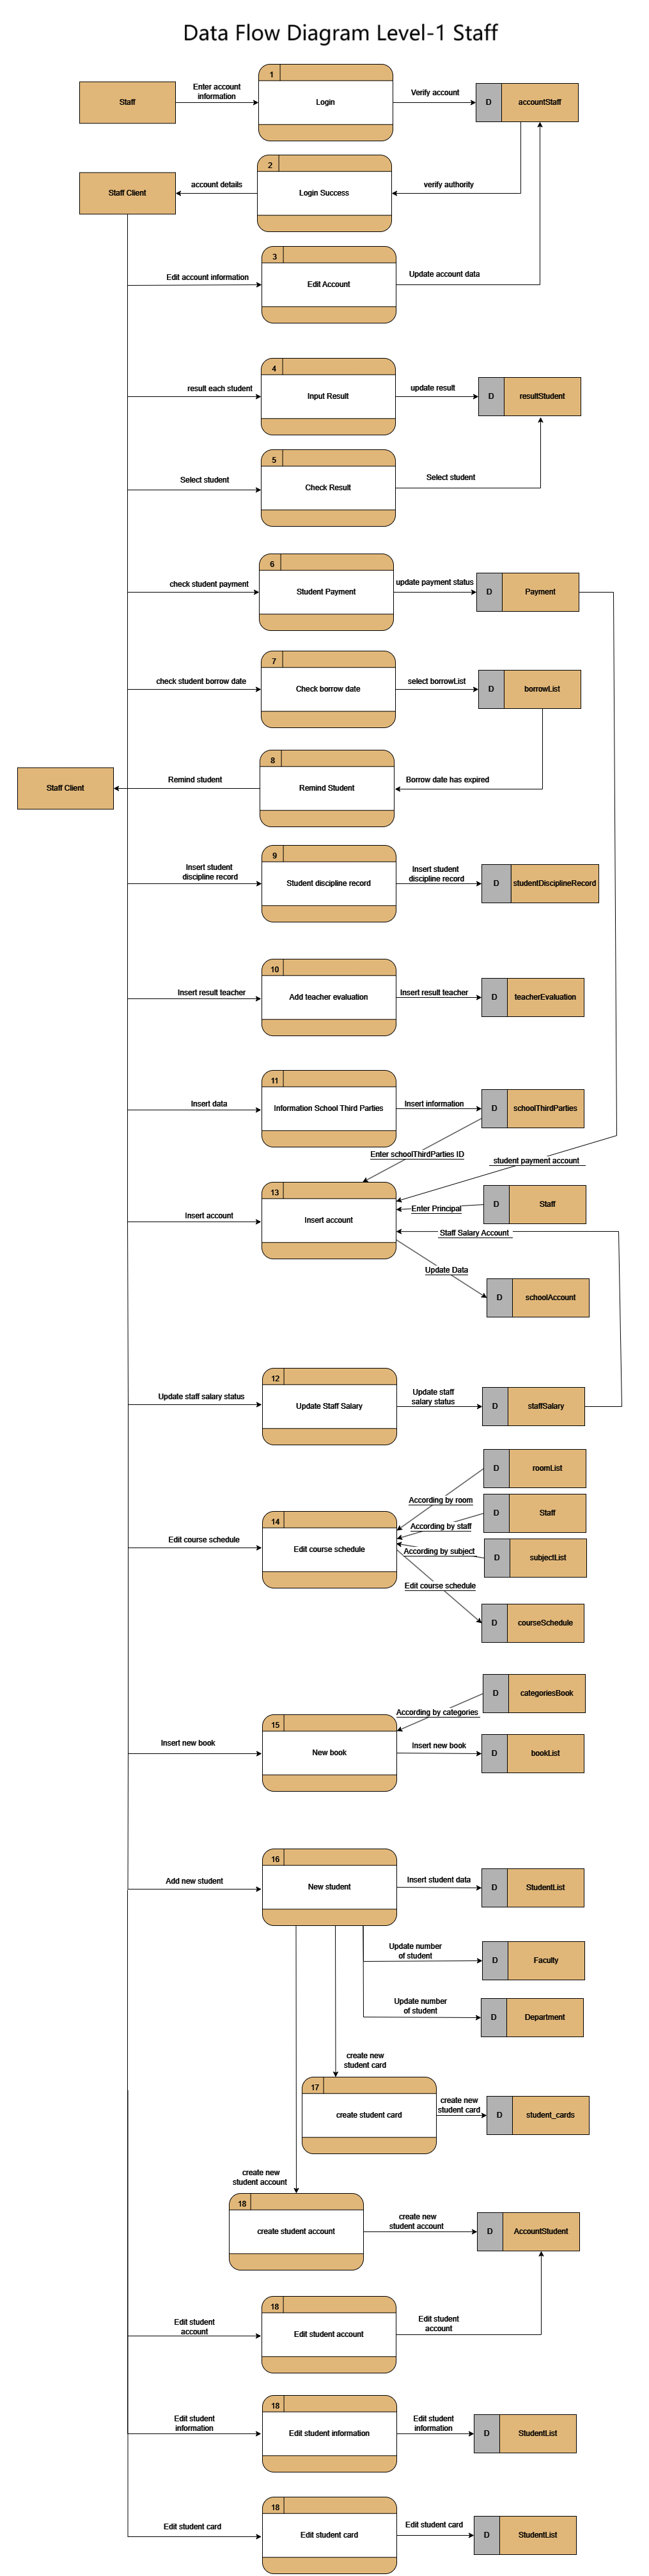 Data Flow Diagram Level-1 Staff
1
Staff
Enter account
information
Login
Verify account
D
accountStaff
2
Staff Client
account details
Login Success
verify authority
3
Edit account information
Edit Account
Update account data
4
result each student
Input Result
update result
D
resultStudent
5
Select student
Check Result
Select student
6
check student payment
Student Payment
update payment status
D
Payment
7
check student borrow date
Check borrow date
select borrowList
D
borrowList
8
Staff Client
Remind student
Remind Student
Borrow date has expired
9
Insert student
discipline record
Student discipline record
Insert student
discipline record
D
studentDisciplineRecord
10
Insert result teacher
Add teacher evaluation
Insert result teacher
D
teacherEvaluation
11
Insert data
Information School Third Parties
Insert information
D
schoolThirdParties
Enter schoolThirdParties ID
student payment account
13
Insert account
Insert account
Enter Principal
D
Staff
Staff Salary Account
Update Data
D
schoolAccount
12
Update staff salary status
Update Staff Salary
Update staff
salary status
D
staffSalary
D
roomList
According by room
14
D
Staff
According by staff
Edit course schedule
Edit course schedule
According by subject
D
subjectList
Edit course schedule
D
courseSchedule
D
categoriesBook
According by categories
15
Insert new book
New book
Insert new book
D
bookList
16
Add new student
New student
Insert student data
D
StudentList
Update number
of student
D
Faculty
Update number
of student
D
Department
create new
student card
17
create student card
create new
student card
D
student_cards
create new
student account
18
create student account
create new
student account
D
AccountStudent
18
Edit student
account
Edit student account
Edit student
account
18
Edit student
information
Edit student information
Edit student
information
D
StudentList
18
Edit student card
Edit student card
Edit student card
D
StudentList